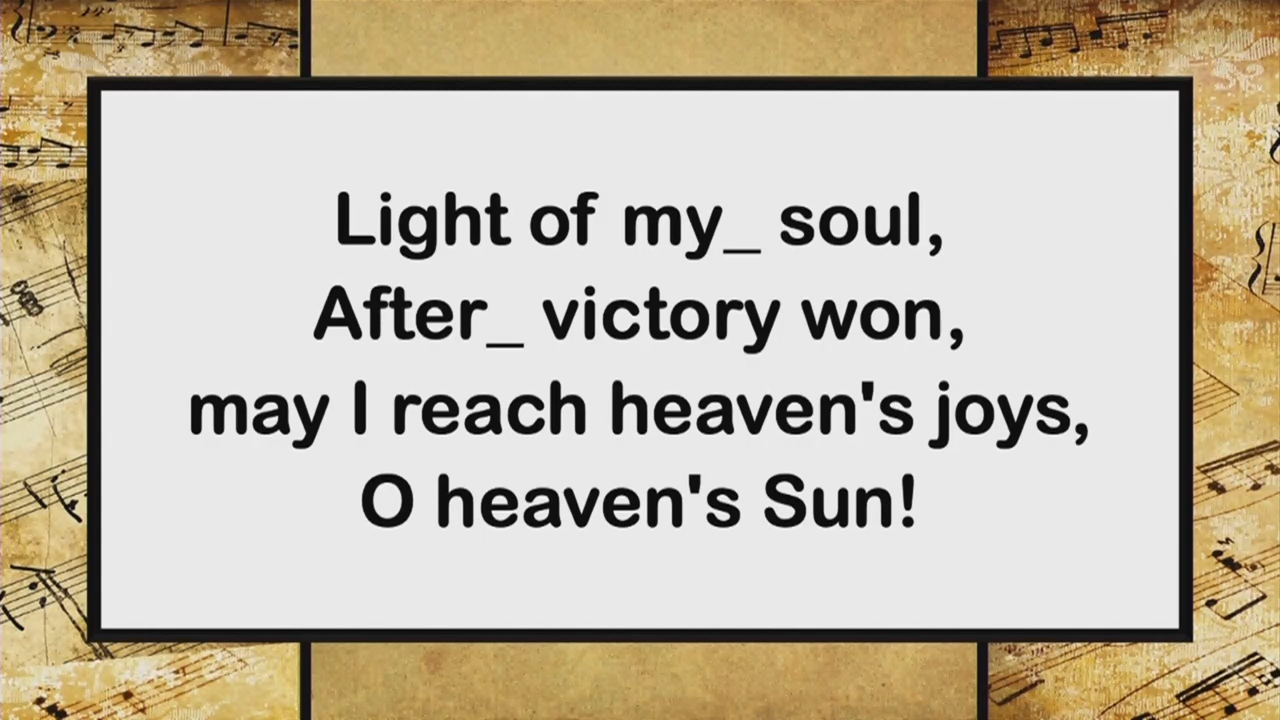 Light of my_ soul,
After_ victory won,
may I reach heaven's joys,
O heaven's Sun!